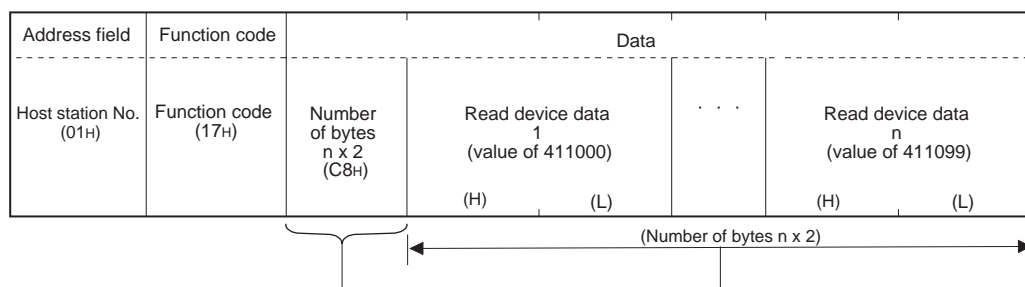 Address field Function code Data
Host station No.
(01H)
Function code
(17H)
Number
of bytes
n x 2
(C8H)
Read device data
1
(value of 411000)
(H) (L)
. . .
Read device data
n
(value of 411099)
(H) (L)
(Number of bytes n x 2)